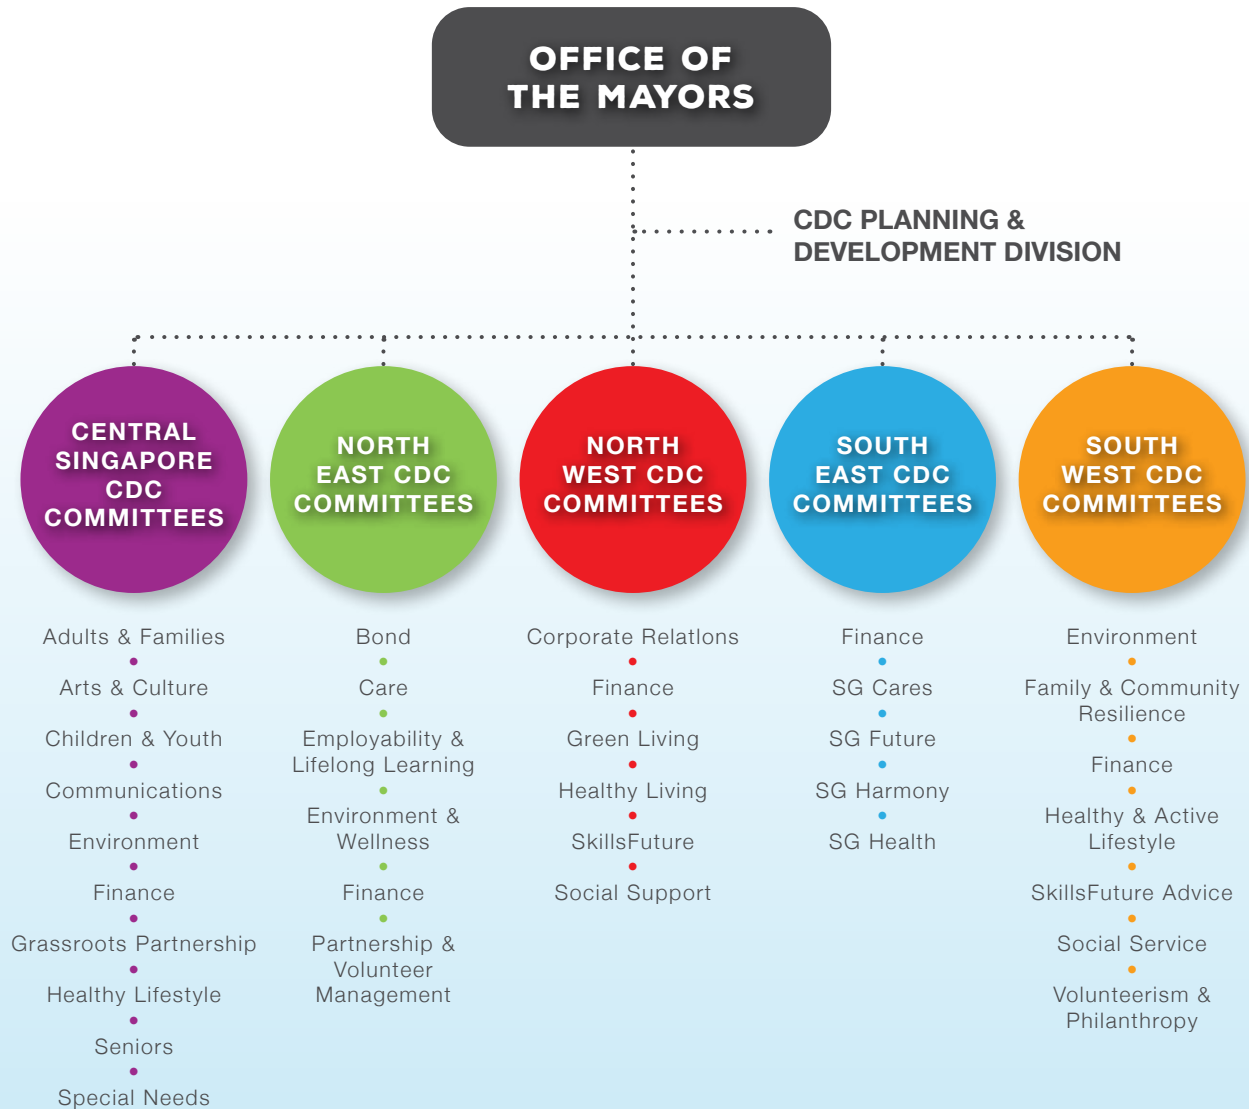 OFFICE OF
THE MAYORS
CDC PLANNING &
DEVELOPMENT DIVISION
CENTRAL
SINGAPORE
CDC
COMMITTEES
Adults & Families
Arts & Culture
Children & Youth
Communications
Environment
Finance
Grassroots Partnership
Healthy Lifestyle
Seniors
Special Needs
NORTH
EAST CDC
COMMITTEES
Bond
Care
Employability &
Lifelong Learning
Environment &
Wellness
Finance
Partnership &
Volunteer
Management
NORTH
WEST CDC
COMMITTEES
Corporate Relatlons
Finance
Green Living
Healthy Living
SkillsFuture
Social Support
SOUTH
EAST CDC
COMMITTEES
Finance
SG Cares
SG Future
SG Harmony
SG Health
SOUTH
WEST CDC
COMMITTEES
Environment
Family & Community
Resilience
Finance
Healthy & Active
Lifestyle
SkillsFuture Advice
Social Service
Volunteerism &
Philanthropy